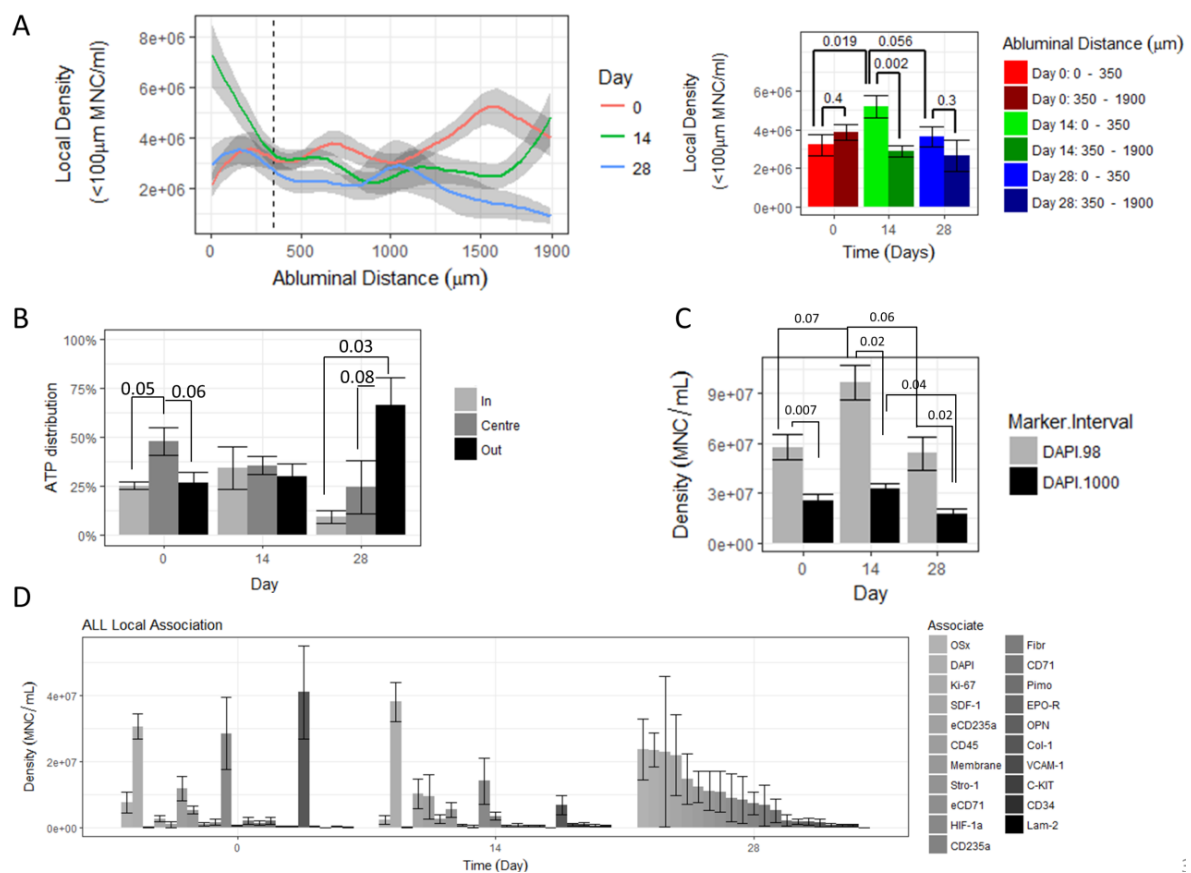 A
Local Density
(<100μm MNC/ml)
8e+06
6e+06
4e+06
2e+06
0
500
1000
1500
1900
Abluminal Distance (μm)
Day
0
14
28
Local Density
(<100μm MNC/ml)
8e+06
6e+06
4e+06
2e+06
0e+00
0.019
0.056
0.002
0.4
0.3
0
14
28
Time (Days)
Abluminal Distance (μm)
Day 0: 0 - 350
Day 0: 350 - 1900
Day 14: 0 - 350
Day 14: 350 - 1900
Day 28: 0 - 350
Day 28: 350 - 1900
B
ATP distribution
100%
75%
50%
25%
0%
0.05
0.06
0.03
0.08
0
14
28
Day
In
Centre
Out
C
Density (MNC/mL)
9e+07
6e+07
3e+07
0e+00
0.07
0.06
0.02
0.04
0.007
0.02
0
14
28
Day
Marker.Interval
DAPI.98
DAPI.1000
D
ALL Local Association
Density (MNC/mL)
4e+07
2e+07
0e+00
0
14
28
Time (Day)
Associate
OSx
DAPI
Ki-67
SDF-1
eCD235a
CD45
Membrane
Stro-1
eCD71
HIF-1a
CD235a
Fibr
CD71
Pimo
EPO-R
OPN
Col-1
VCAM-1
C-KIT
CD34
Lam-2